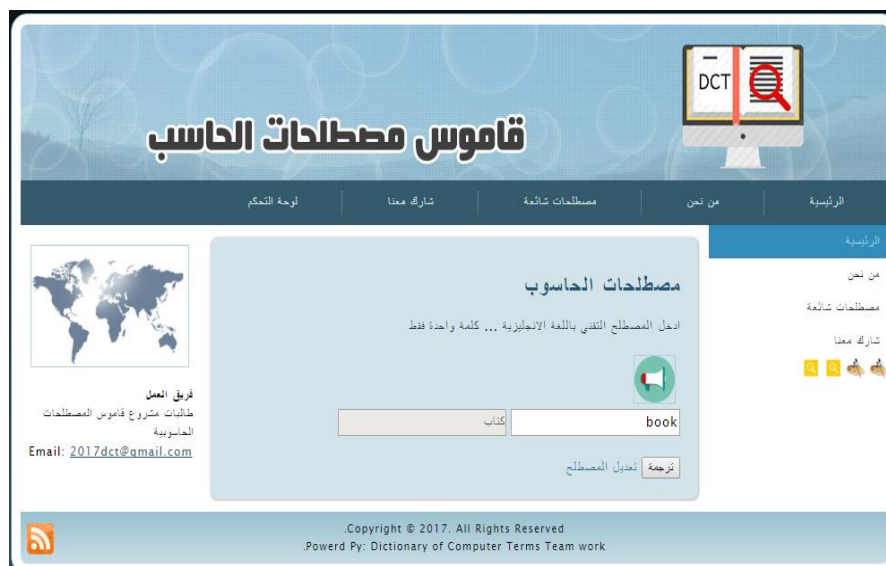 DCT
قاموس مصطلحات الحاسب
الرئيسية
من نحن
مصطلحات شائعة
شارك معنا
لوحة التحكم
الرئيسية
من نحن
مصطلحات شائعة
شارك معنا
مصطلحات الحاسوب
ادخل المصطلح التقني باللغة الانجليزية ... كلمة واحدة فقط
book
كتاب
ترجمة تعديل المصطلح
فريق العمل
طالبات مشروع قاموس المصطلحات
الحاسوبية
Email: 2017dct@gmail.com
.Copyright © 2017. All Rights Reserved
.Powerd Py: Dictionary of Computer Terms Team work